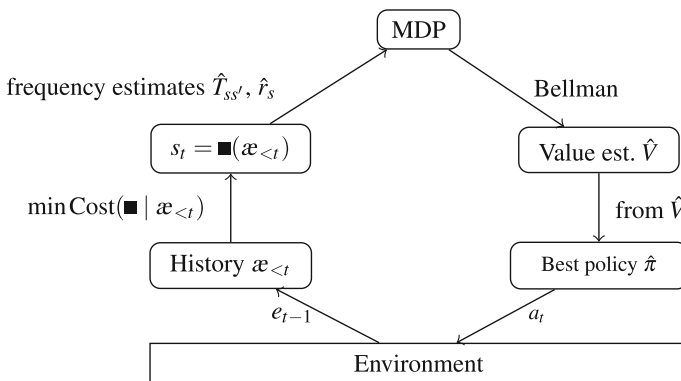 MDP
frequency estimates T̂ss′, r̂s
Bellman
st = ■(æ<t)
Value est. V̂
min Cost(■ | æ<t)
from V̂
History æ<t
Best policy π̂
et−1
at
Environment